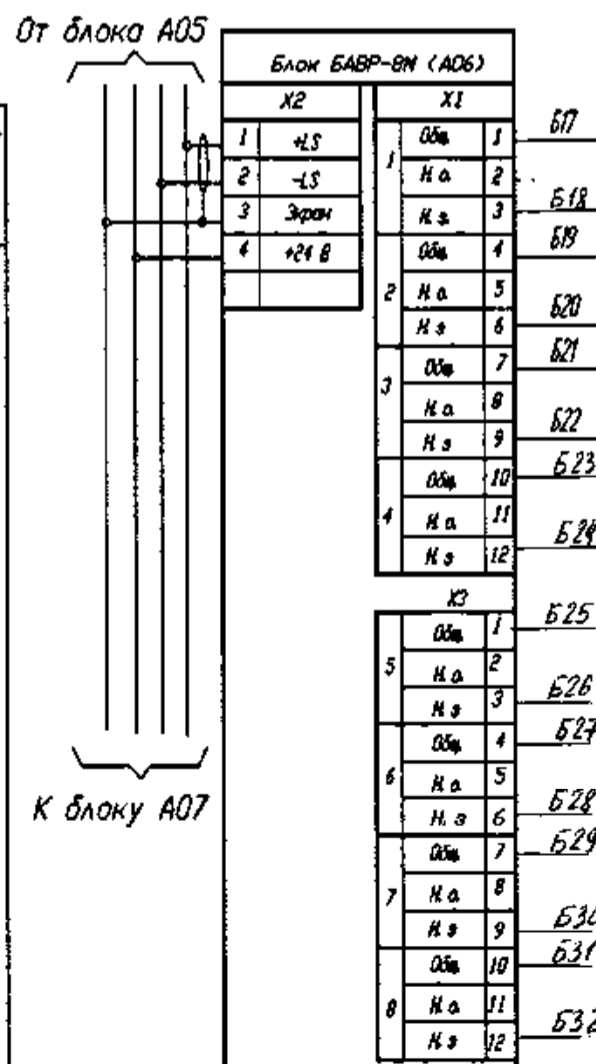 От блока А05
Блок БАВР-8М (А06)
X2
X1
1 +LS
2 -LS
3 Экран
4 +24 В
1
Общ. 1 Б17
Н.о. 2
Н.з. 3 Б18
2
Общ. 4 Б19
Н.о. 5
Н.з. 6 Б20
3
Общ. 7 Б21
Н.о. 8
Н.з. 9 Б22
4
Общ. 10 Б23
Н.о. 11
Н.з. 12 Б24
X3
5
Общ. 1 Б25
Н.о. 2
Н.з. 3 Б26
6
Общ. 4 Б27
Н.о. 5
Н.з. 6 Б28
7
Общ. 7 Б29
Н.о. 8
Н.з. 9 Б30
8
Общ. 10 Б31
Н.о. 11
Н.з. 12 Б32
К блоку А07